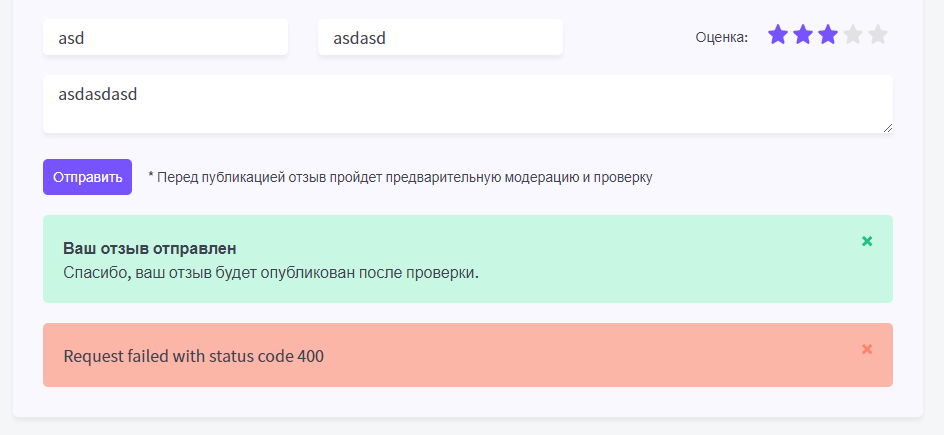 asd
asdasd
Оценка:
asdasdasd
Отправить
* Перед публикацией отзыв пройдет предварительную модерацию и проверку
Ваш отзыв отправлен
Спасибо, ваш отзыв будет опубликован после проверки.
Request failed with status code 400